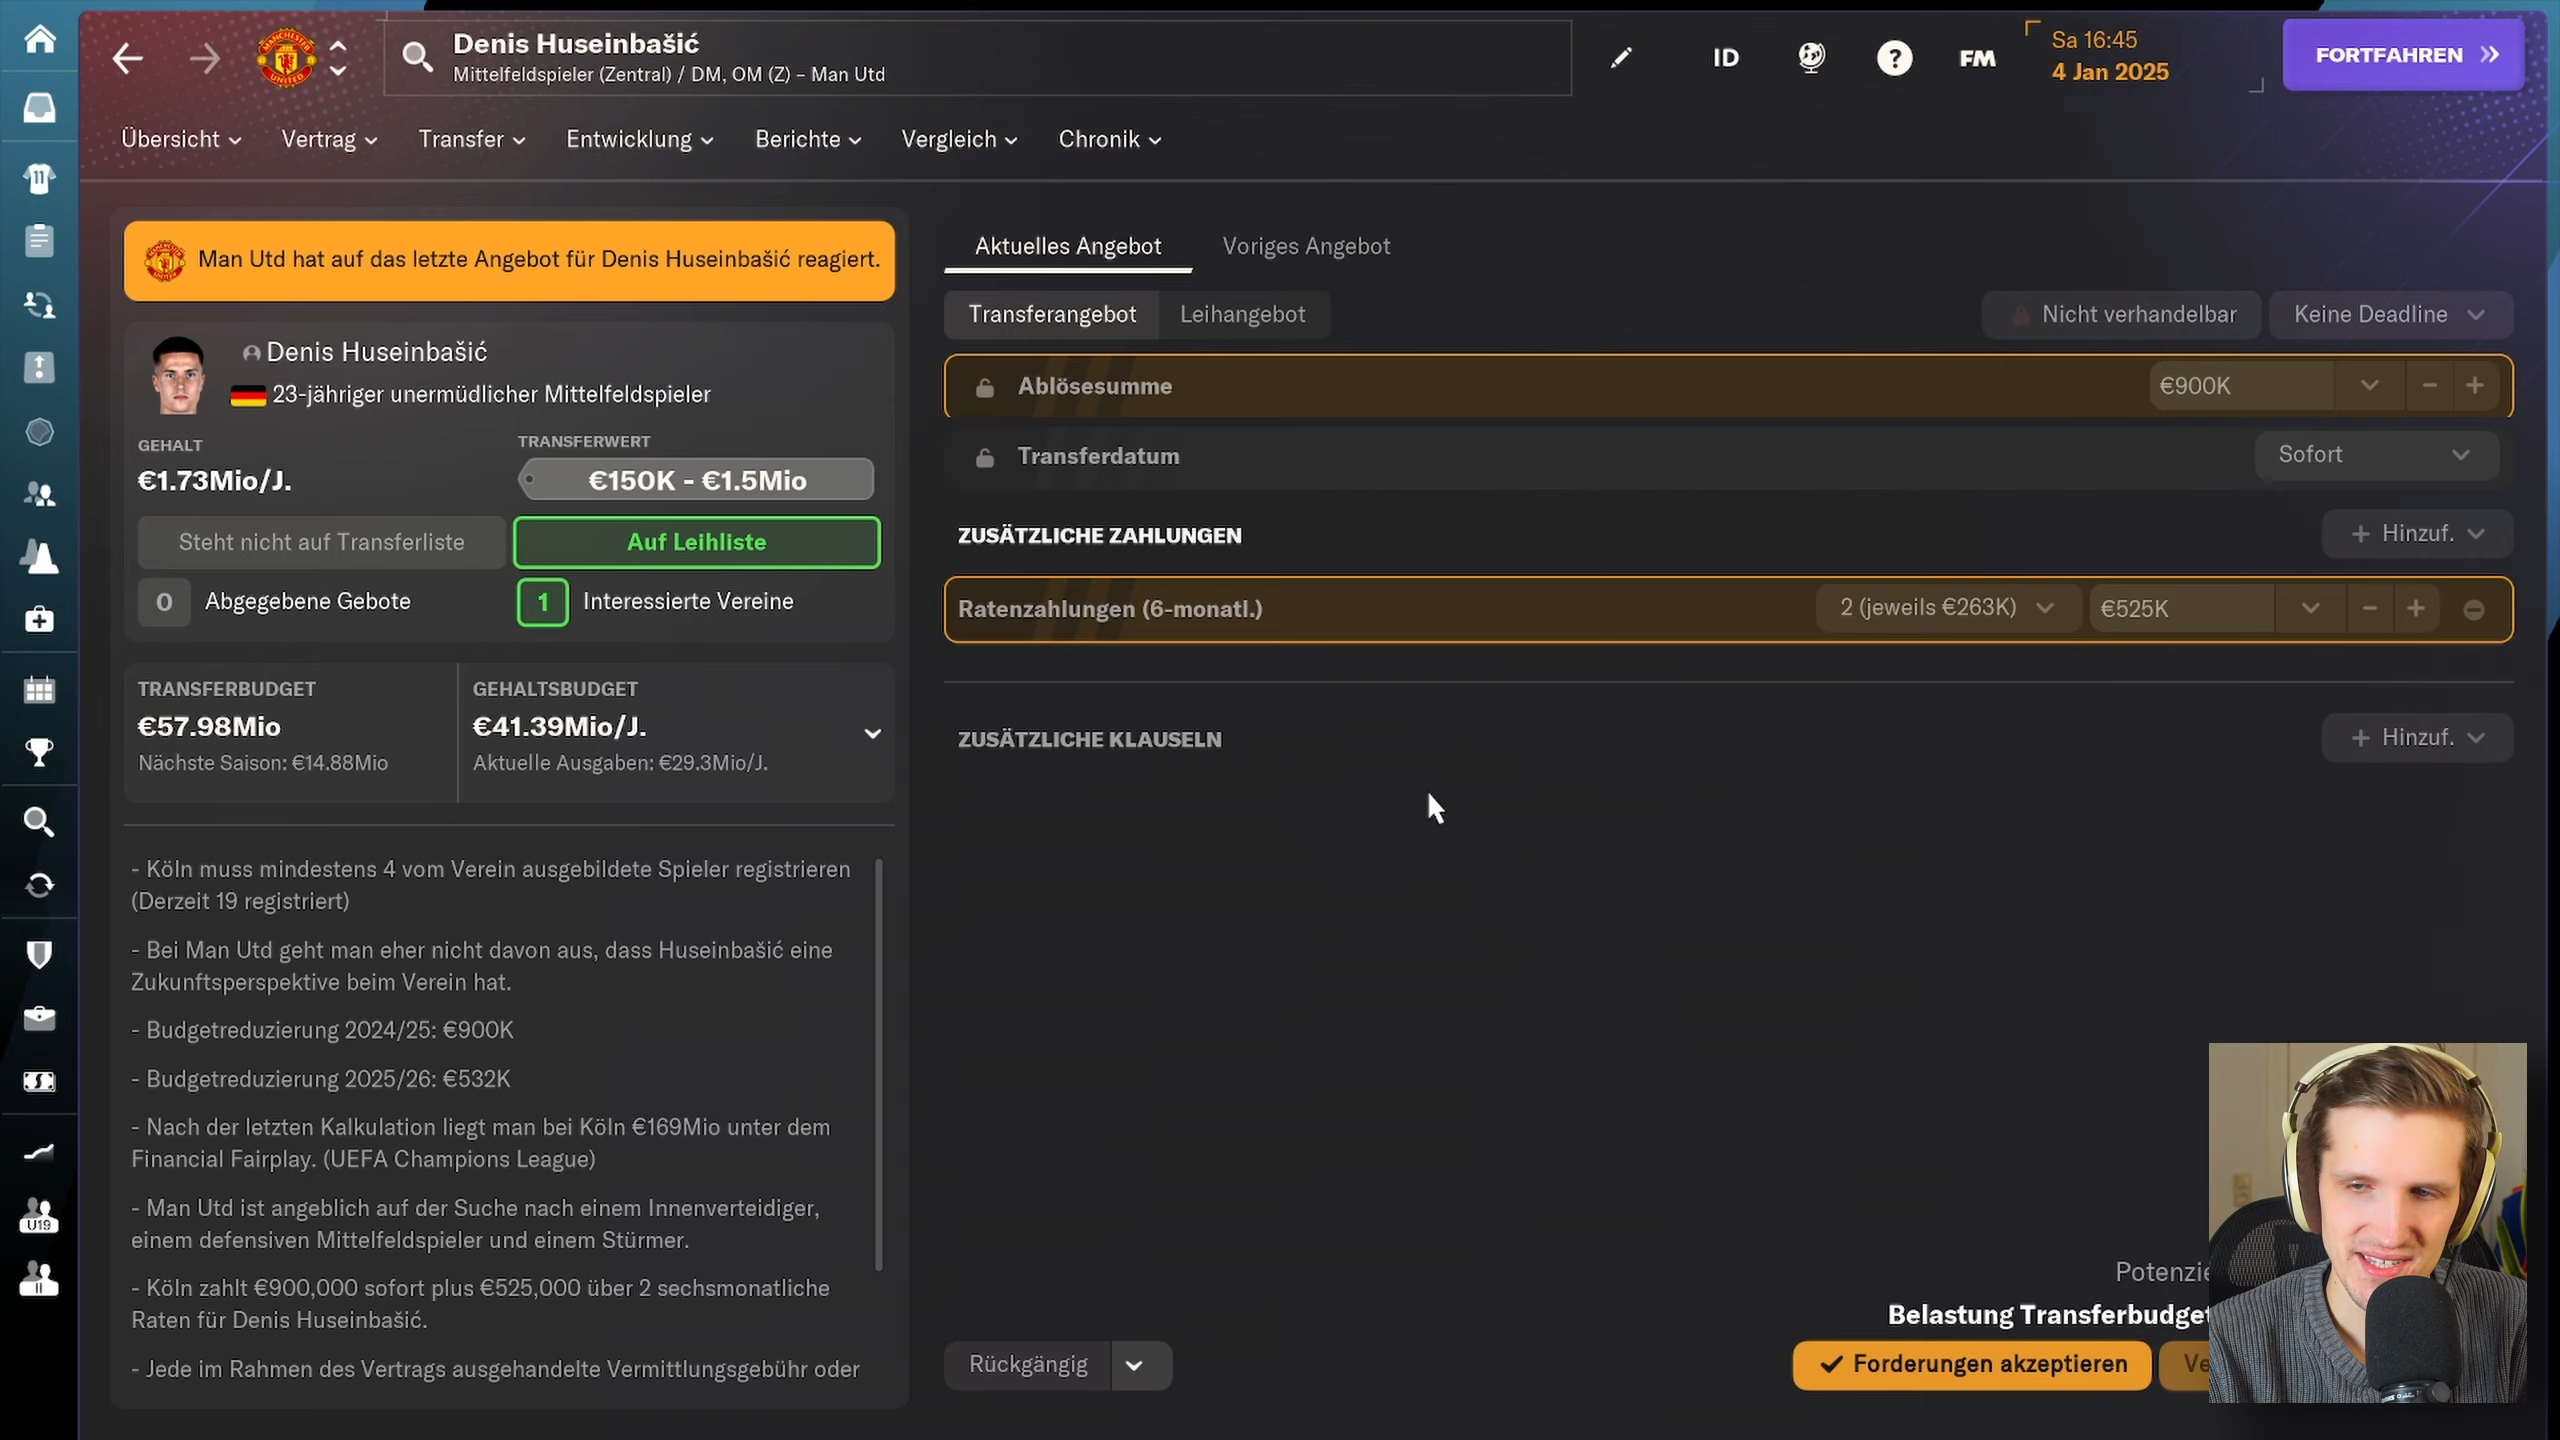 Denis Huseinbašić
Mittelfeldspieler (Zentral) / DM, OM (Z) – Man Utd
ID
FM
Sa 16:45
4 Jan 2025
FORTFAHREN
Übersicht
Vertrag
Transfer
Entwicklung
Berichte
Vergleich
Chronik
Man Utd hat auf das letzte Angebot für Denis Huseinbašić reagiert.
Denis Huseinbašić
23-jähriger unermüdlicher Mittelfeldspieler
GEHALT
€1.73Mio/J.
TRANSFERWERT
€150K - €1.5Mio
Steht nicht auf Transferliste
Auf Leihliste
0 Abgegebene Gebote
1 Interessierte Vereine
TRANSFERBUDGET
€57.98Mio
Nächste Saison: €14.88Mio
GEHALTSBUDGET
€41.39Mio/J.
Aktuelle Ausgaben: €29.3Mio/J.
- Köln muss mindestens 4 vom Verein ausgebildete Spieler registrieren
(Derzeit 19 registriert)
- Bei Man Utd geht man eher nicht davon aus, dass Huseinbašić eine
Zukunftsperspektive beim Verein hat.
- Budgetreduzierung 2024/25: €900K
- Budgetreduzierung 2025/26: €532K
- Nach der letzten Kalkulation liegt man bei Köln €169Mio unter dem
Financial Fairplay. (UEFA Champions League)
- Man Utd ist angeblich auf der Suche nach einem Innenverteidiger,
einem defensiven Mittelfeldspieler und einem Stürmer.
- Köln zahlt €900,000 sofort plus €525,000 über 2 sechsmonatliche
Raten für Denis Huseinbašić.
- Jede im Rahmen des Vertrags ausgehandelte Vermittlungsgebühr oder
Aktuelles Angebot
Voriges Angebot
Transferangebot
Leihangebot
Nicht verhandelbar
Keine Deadline
Ablösesumme
€900K
Transferdatum
Sofort
ZUSÄTZLICHE ZAHLUNGEN
+ Hinzuf.
Ratenzahlungen (6-monatl.)
2 (jeweils €263K)
€525K
ZUSÄTZLICHE KLAUSELN
+ Hinzuf.
Potenzie
Belastung Transferbudget
Rückgängig
Forderungen akzeptieren
Ve
11
U19
II